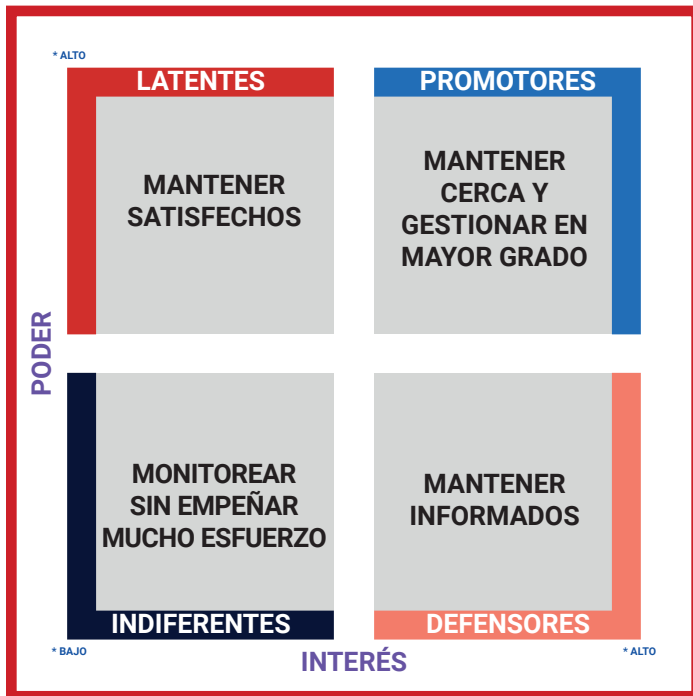 * ALTO
LATENTES
PROMOTORES
MANTENER
SATISFECHOS
MANTENER
CERCA Y
GESTIONAR EN
MAYOR GRADO
PODER
MONITOREAR
SIN EMPEÑAR
MUCHO ESFUERZO
MANTENER
INFORMADOS
INDIFERENTES
DEFENSORES
* BAJO
INTERÉS
* ALTO